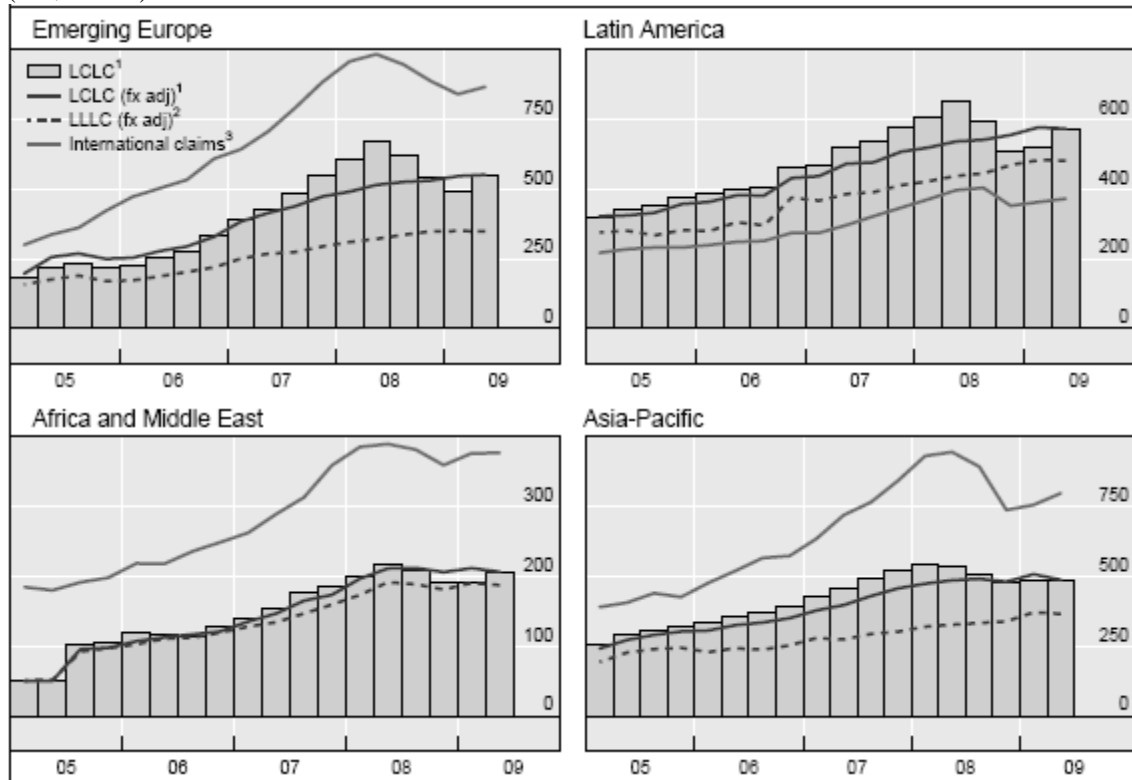 Emerging Europe
LCLC1
LCLC (fx adj)1
LLLC (fx adj)2
International claims3
750
500
250
0
05 06 07 08 09
Latin America
600
400
200
0
05 06 07 08 09
Africa and Middle East
300
200
100
0
05 06 07 08 09
Asia-Pacific
750
500
250
0
05 06 07 08 09